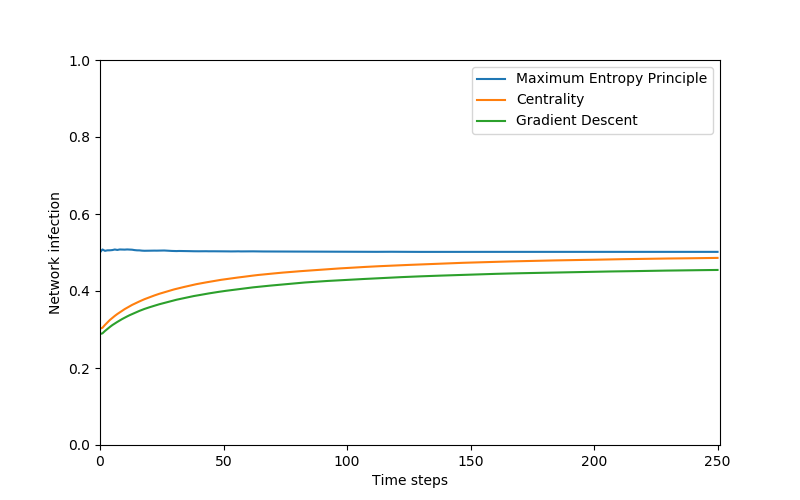 Maximum Entropy Principle
Centrality
Gradient Descent
Network infection
1.0
0.8
0.6
0.4
0.2
0.0
0 50 100 150 200 250
Time steps